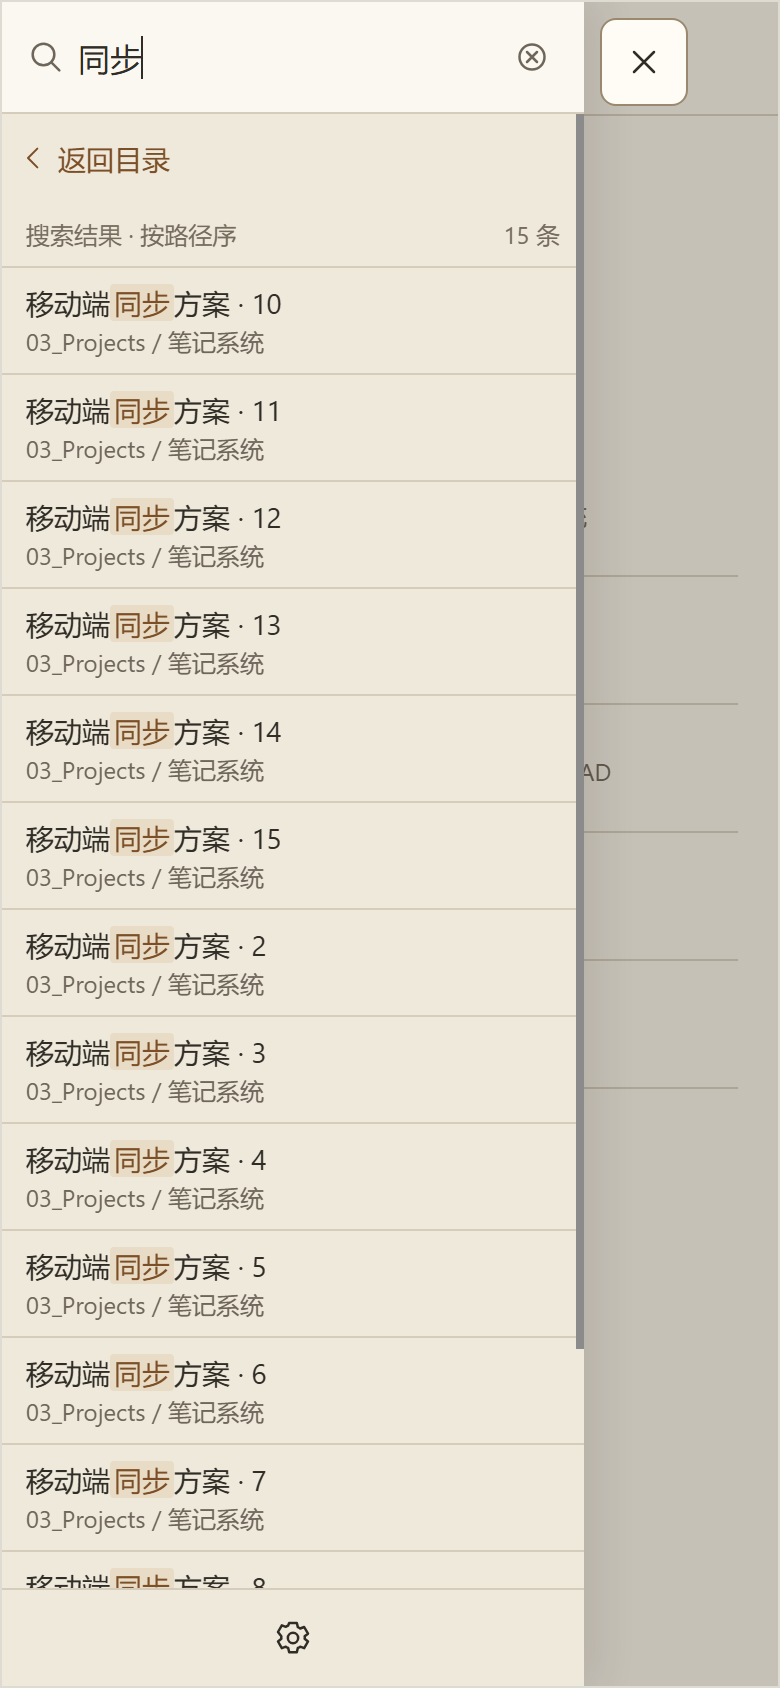 同步
返回目录
搜索结果 · 按路径序 15 条
移动端同步方案 · 10
03_Projects / 笔记系统
移动端同步方案 · 11
03_Projects / 笔记系统
移动端同步方案 · 12
03_Projects / 笔记系统
移动端同步方案 · 13
03_Projects / 笔记系统
移动端同步方案 · 14
03_Projects / 笔记系统
AD
移动端同步方案 · 15
03_Projects / 笔记系统
移动端同步方案 · 2
03_Projects / 笔记系统
移动端同步方案 · 3
03_Projects / 笔记系统
移动端同步方案 · 4
03_Projects / 笔记系统
移动端同步方案 · 5
03_Projects / 笔记系统
移动端同步方案 · 6
03_Projects / 笔记系统
移动端同步方案 · 7
03_Projects / 笔记系统
移动端同步方案 · 8